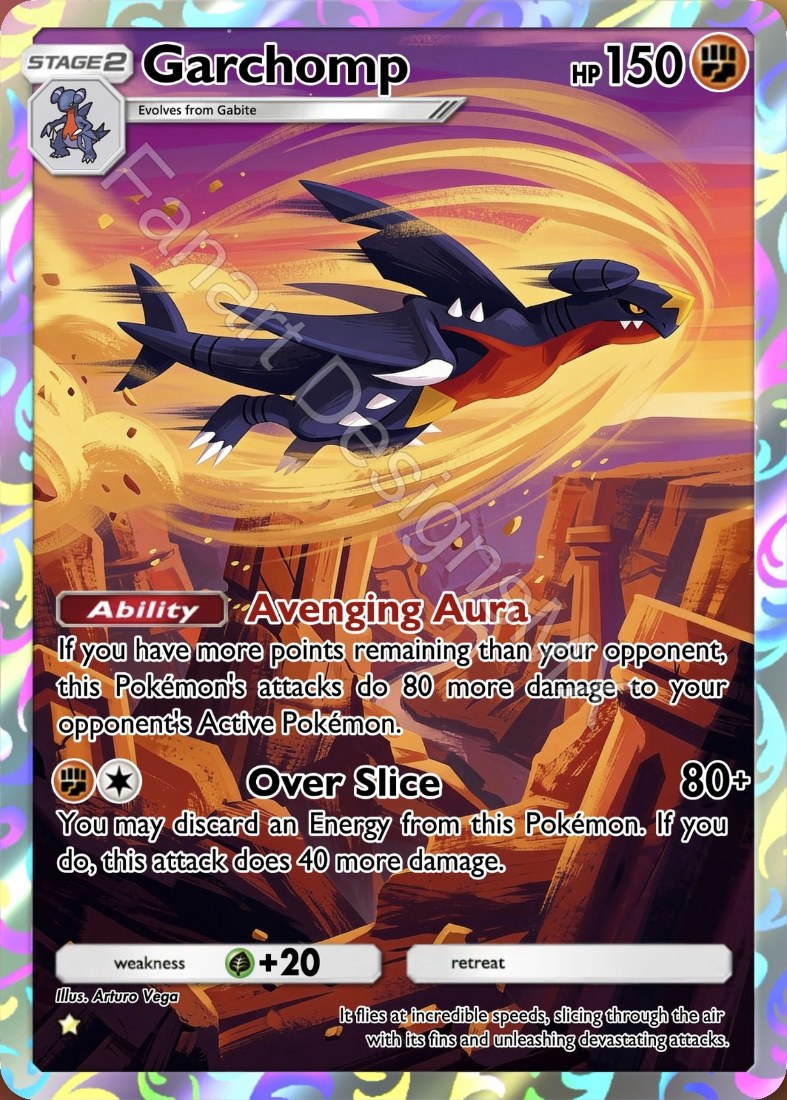 STAGE2 Garchomp HP 150
Evolves from Gabite
Fanart Designs
Ability Avenging Aura
If you have more points remaining than your opponent,
this Pokémon's attacks do 80 more damage to your
opponent's Active Pokémon.
Over Slice 80+
You may discard an Energy from this Pokémon. If you
do, this attack does 40 more damage.
weakness +20 retreat
Illus. Arturo Vega
It flies at incredible speeds, slicing through the air
with its fins and unleashing devastating attacks.